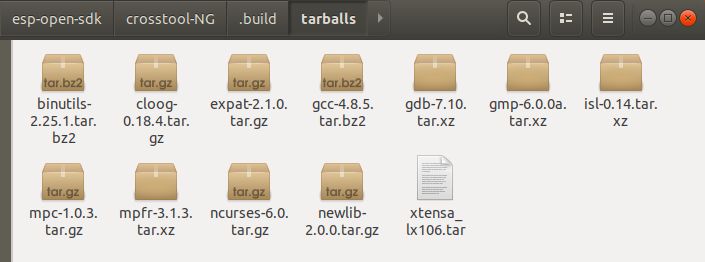 esp-open-sdk crosstool-NG .build tarballs
tar.bz2 tar.gz tar.gz tar.bz2
binutils- cloog- expat-2.1.0. gcc-4.8.5. gdb-7.10. gmp-6.0.0a. isl-0.14.tar.
2.25.1.tar. 0.18.4.tar. tar.gz tar.bz2 tar.xz tar.xz xz
bz2 gz
tar.gz tar.gz tar.gz
mpc-1.0.3. mpfr-3.1.3. ncurses-6.0. newlib- xtensa_
tar.gz tar.xz tar.gz 2.0.0.tar.gz lx106.tar